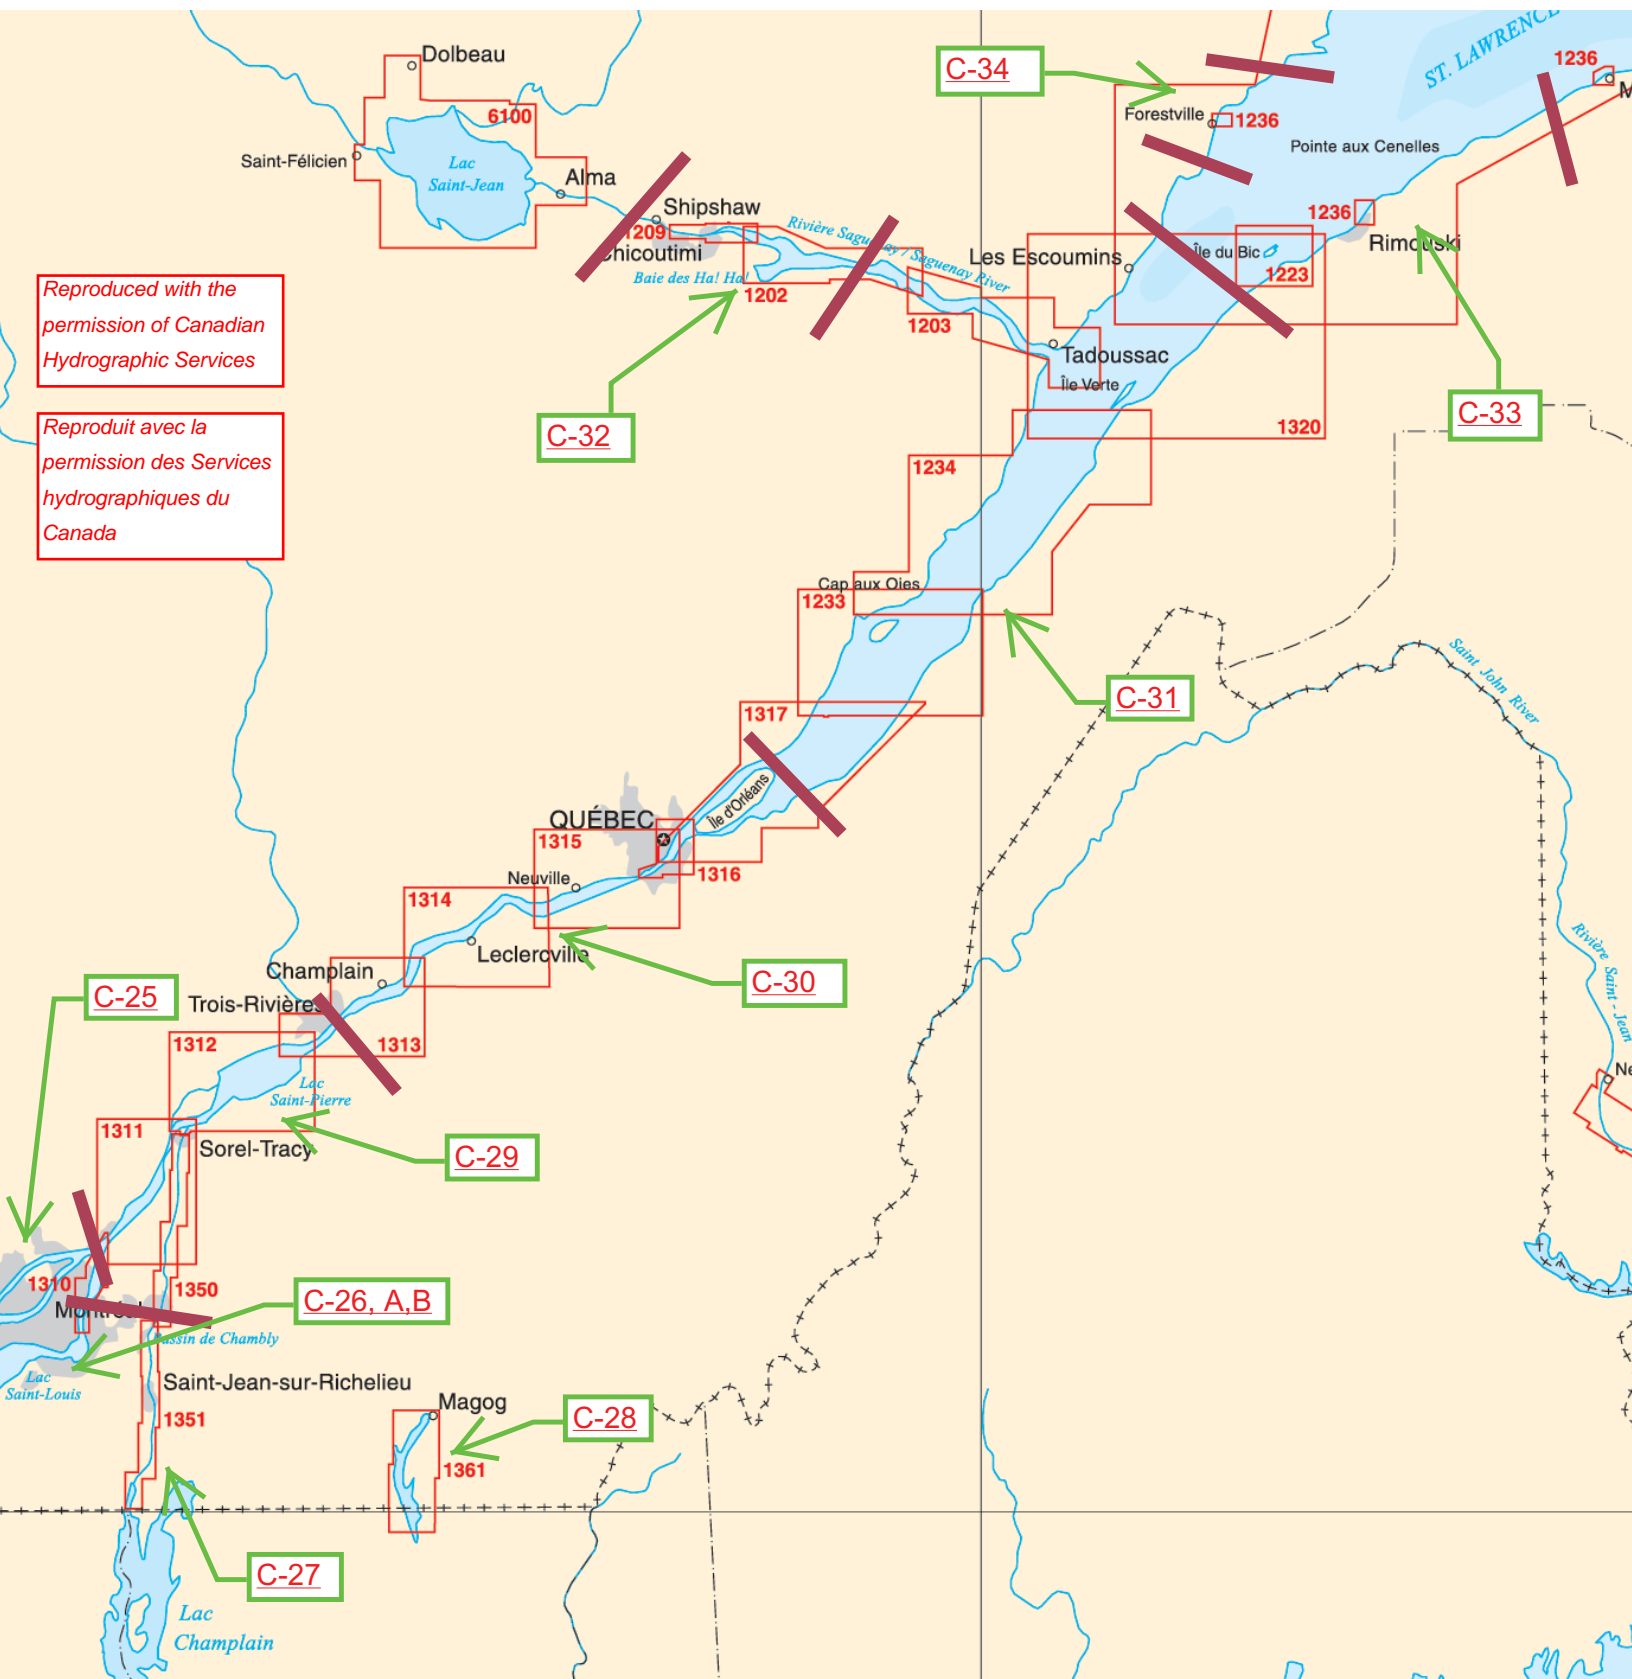 Dolbeau
6100
Saint-Félicien
Lac
Saint-Jean
Alma
C-34
ST. LAWRENCE
1236
Forestville
1236
Pointe aux Cenelles
Shipshaw
1209
Chicoutimi
Baie des Ha! Ha!
1202
Rivière Saguenay / Saguenay River
1203
Les Escoumins
Île du Bic
1223
1236
Rimouski
Tadoussac
Île Verte
1320
C-33
C-32
Reproduced with the
permission of Canadian
Hydrographic Services
Reproduit avec la
permission des Services
hydrographiques du
Canada
1234
Cap aux Oies
1233
C-31
Saint John River
1317
Île d'Orléans
QUÉBEC
1315
1316
Neuville
1314
Leclercville
C-30
Champlain
Trois-Rivières
1313
C-25
1312
Lac
Saint-Pierre
1311
Sorel-Tracy
C-29
Rivière Saint-Jean
1310
1350
Montréal
C-26, A,B
Bassin de Chambly
Lac
Saint-Louis
Saint-Jean-sur-Richelieu
1351
Magog
C-28
1361
C-27
Lac
Champlain